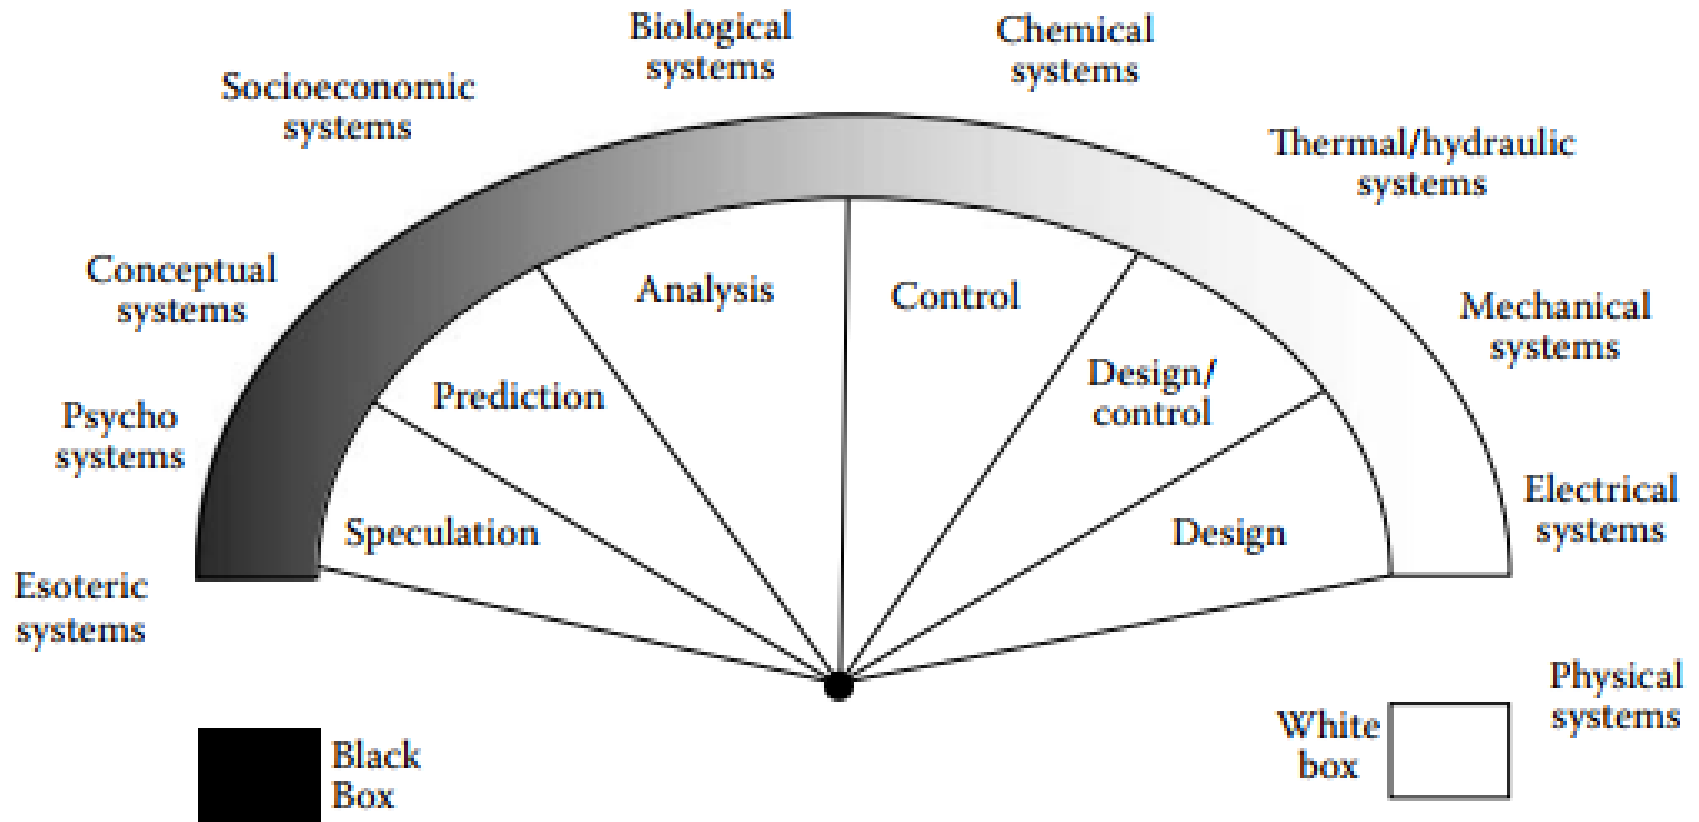 Biological
systems
Chemical
systems
Socioeconomic
systems
Thermal/hydraulic
systems
Conceptual
systems
Analysis
Control
Mechanical
systems
Prediction
Design/
control
Psycho
systems
Speculation
Design
Electrical
systems
Esoteric
systems
Physical
systems
Black
Box
White
box